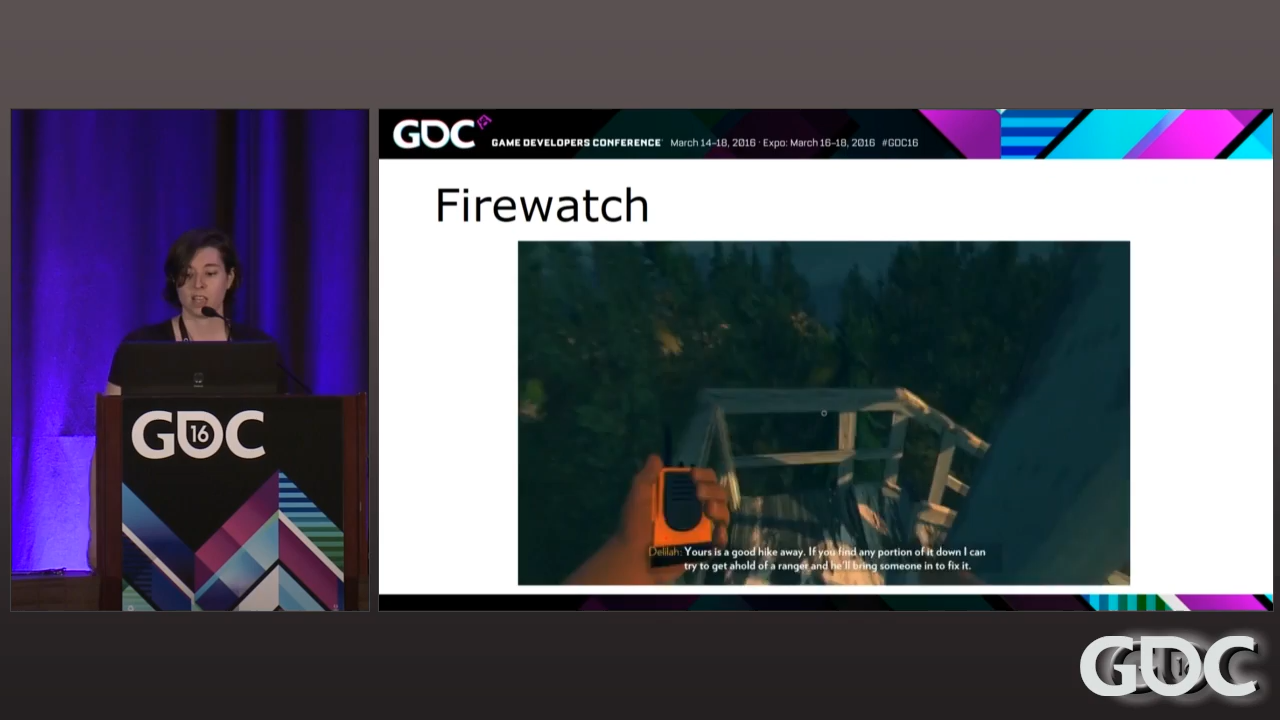 GDC
GAME DEVELOPERS CONFERENCE March 14–18, 2016 · Expo: March 16–18, 2016 #GDC16
Firewatch
Delilah: Yours is a good hike away. If you find any portion of it down I can
try to get ahold of a ranger and he'll bring someone in to fix it.
GDC
16
GDC
16